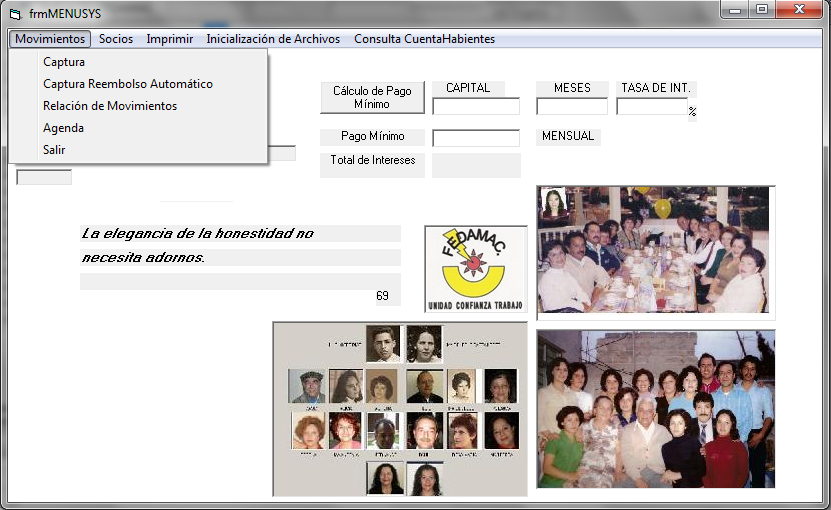 frmMENUSYS
Movimientos Socios Imprimir Inicialización de Archivos Consulta CuentaHabientes
Captura
Captura Reembolso Automático
Relación de Movimientos
Agenda
Salir
Cálculo de Pago Mínimo
CAPITAL
MESES
TASA DE INT.
%
Pago Mínimo
MENSUAL
Total de Intereses
La elegancia de la honestidad no
necesita adornos.
69
FEDAMAC.
UNIDAD CONFIANZA TRABAJO